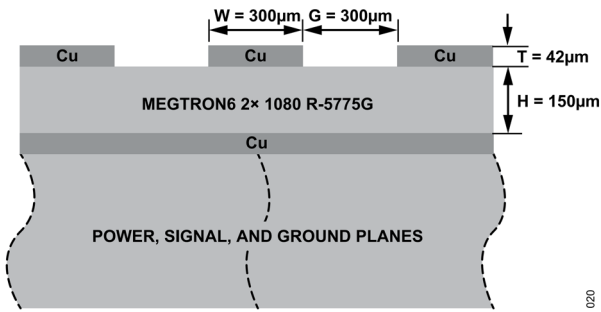 W = 300µm G = 300µm
Cu Cu Cu T = 42µm
MEGTRON6 2× 1080 R-5775G H = 150µm
Cu
POWER, SIGNAL, AND GROUND PLANES
020